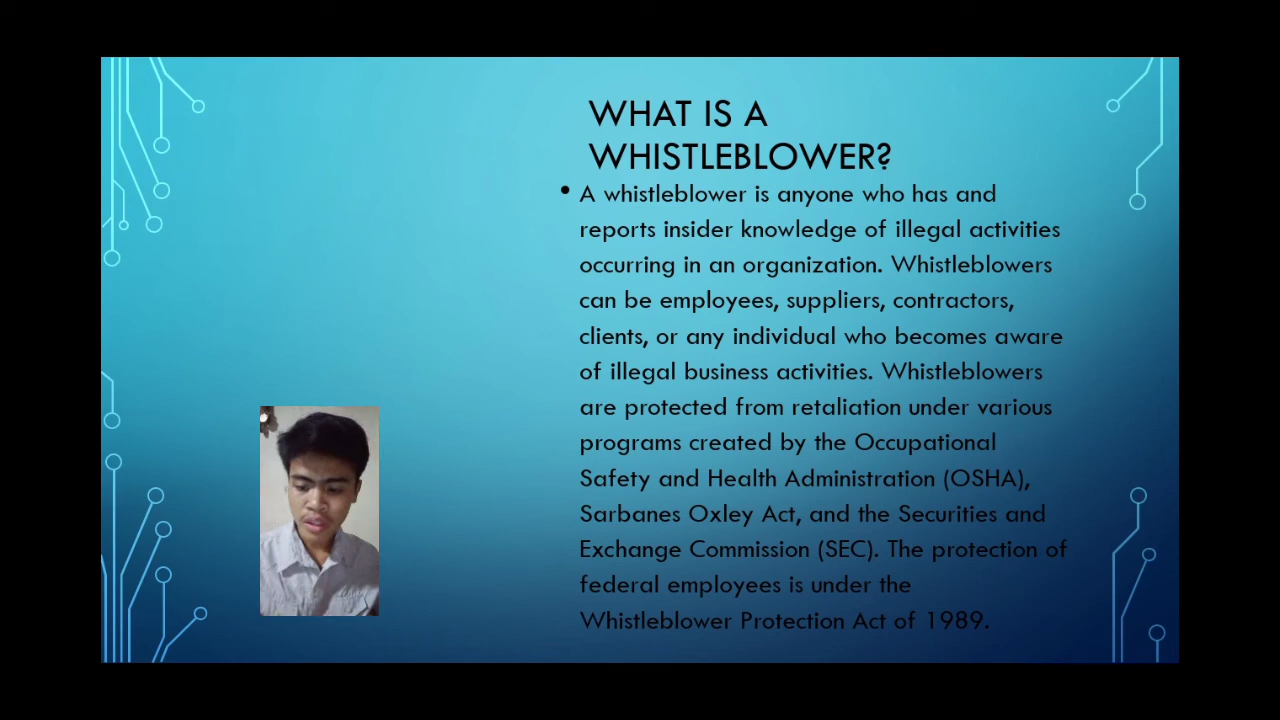 WHAT IS A
WHISTLEBLOWER?
• A whistleblower is anyone who has and
reports insider knowledge of illegal activities
occurring in an organization. Whistleblowers
can be employees, suppliers, contractors,
clients, or any individual who becomes aware
of illegal business activities. Whistleblowers
are protected from retaliation under various
programs created by the Occupational
Safety and Health Administration (OSHA),
Sarbanes Oxley Act, and the Securities and
Exchange Commission (SEC). The protection of
federal employees is under the
Whistleblower Protection Act of 1989.